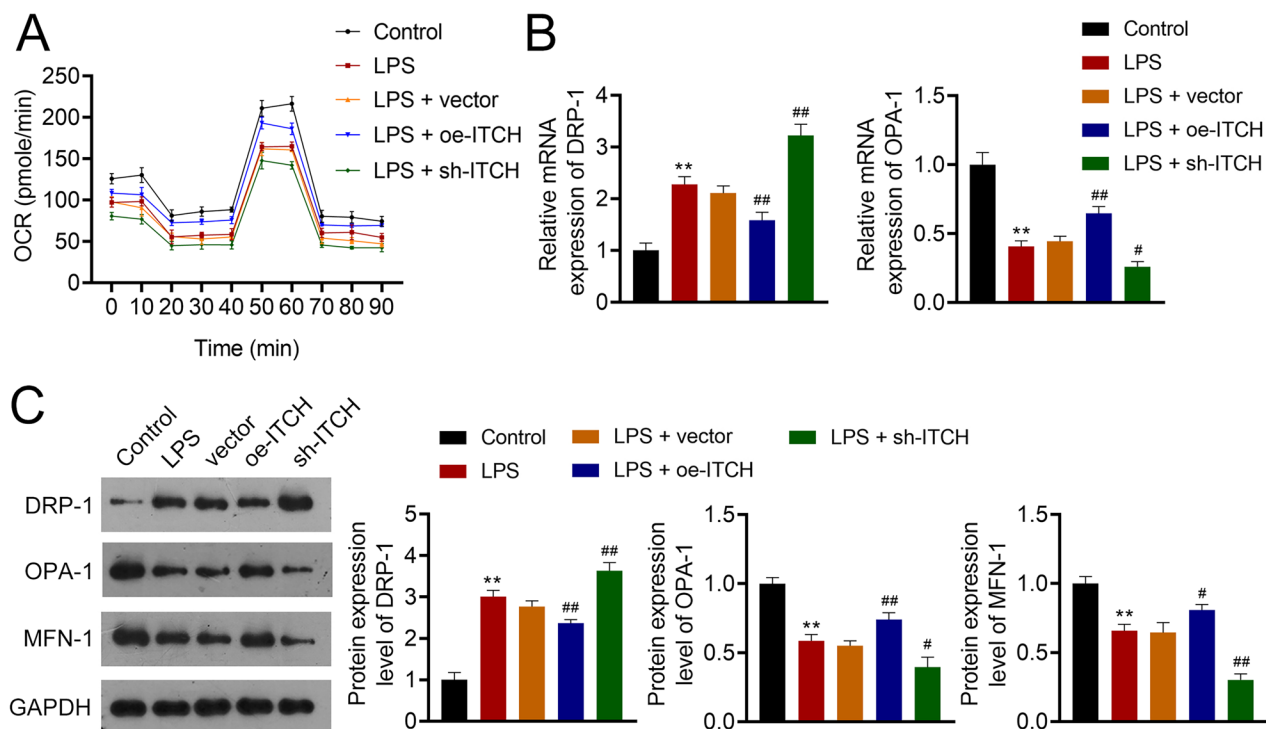 A
Control
LPS
LPS + vector
LPS + oe-ITCH
LPS + sh-ITCH
OCR (pmole/min)
250
200
150
100
50
0
0 10 20 30 40 50 60 70 80 90
Time (min)
B
Control
LPS
LPS + vector
LPS + oe-ITCH
LPS + sh-ITCH
Relative mRNA
expression of DRP-1
4
3
2
1
0
**
##
##
Relative mRNA
expression of OPA-1
1.5
1.0
0.5
0.0
**
##
#
C
Control
LPS
vector
oe-ITCH
sh-ITCH
DRP-1
OPA-1
MFN-1
GAPDH
Control
LPS + vector
LPS + sh-ITCH
LPS
LPS + oe-ITCH
Protein expression
level of DRP-1
5
4
3
2
1
0
**
##
##
Protein expression
level of OPA-1
1.5
1.0
0.5
0.0
**
##
#
Protein expression
level of MFN-1
1.5
1.0
0.5
0.0
**
#
##